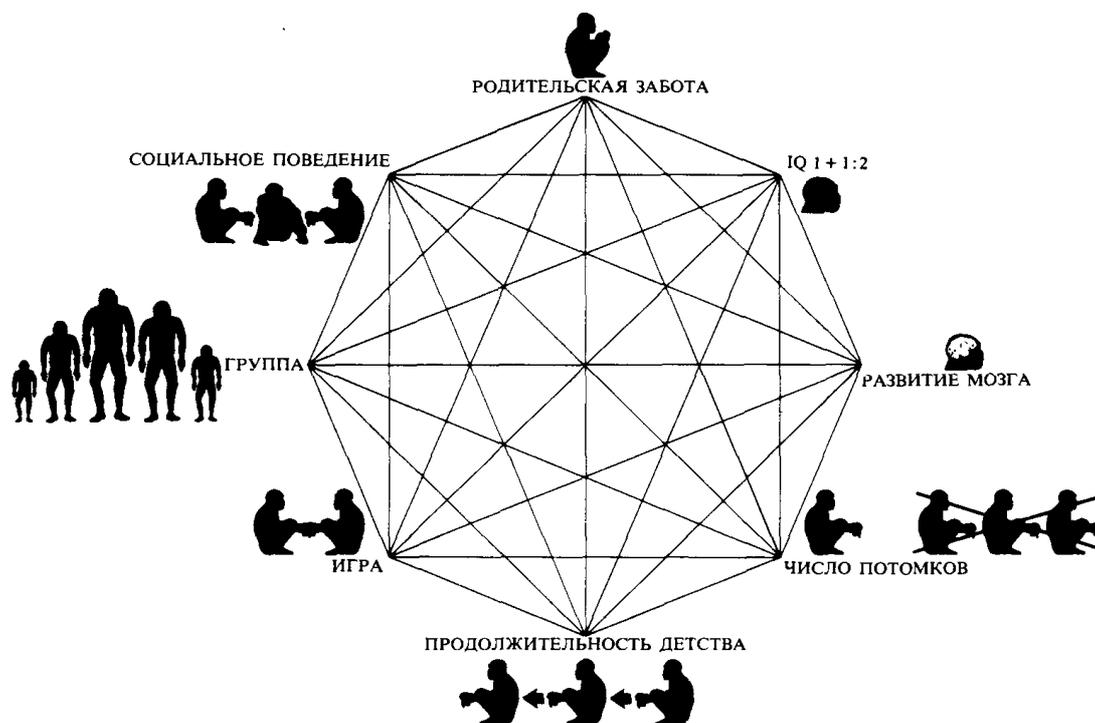 РОДИТЕЛЬСКАЯ ЗАБОТА
СОЦИАЛЬНОЕ ПОВЕДЕНИЕ
IQ 1 + 1:2
ГРУППА
РАЗВИТИЕ МОЗГА
ИГРА
ЧИСЛО ПОТОМКОВ
ПРОДОЛЖИТЕЛЬНОСТЬ ДЕТСТВА